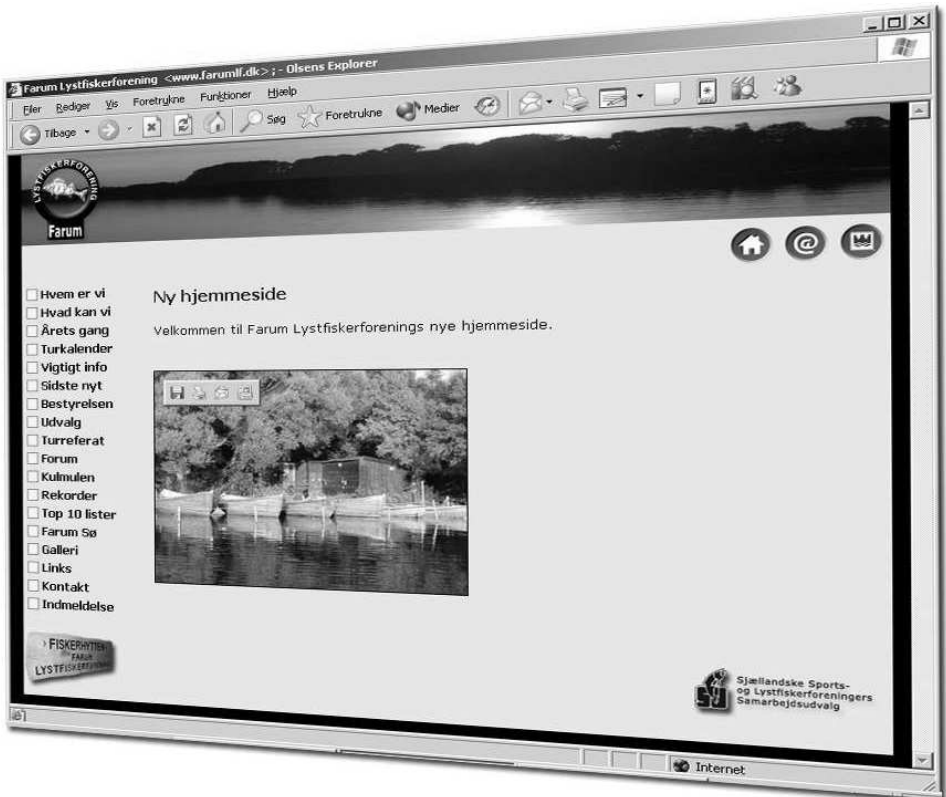 Farum Lystfiskerforening <www.farumlf.dk> ; - Olsens Explorer
Filer Rediger Vis Foretrukne Funktioner Hjælp
Tilbage Søg Foretrukne Medier
LYSTFISKERFORENING
Farum
@
Ny hjemmeside
Velkommen til Farum Lystfiskerforenings nye hjemmeside.
Hvem er vi
Hvad kan vi
Årets gang
Turkalender
Vigtigt info
Sidste nyt
Bestyrelsen
Udvalg
Turreferat
Forum
Kulmulen
Rekorder
Top 10 lister
Farum Sø
Galleri
Links
Kontakt
Indmeldelse
FISKERHYTTEN
FARUM
LYSTFISKERFORENING
Sjællandske Sports-
og Lystfiskerforeningers
Samarbejdsudvalg
Internet